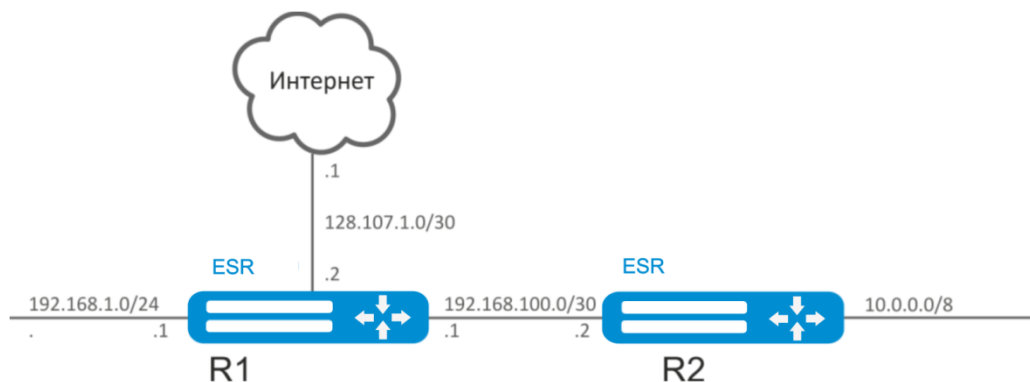 Интернет
.1
128.107.1.0/30
.2
ESR
ESR
192.168.1.0/24
192.168.100.0/30
10.0.0.0/8
.
.1
.1
.2
R1
R2